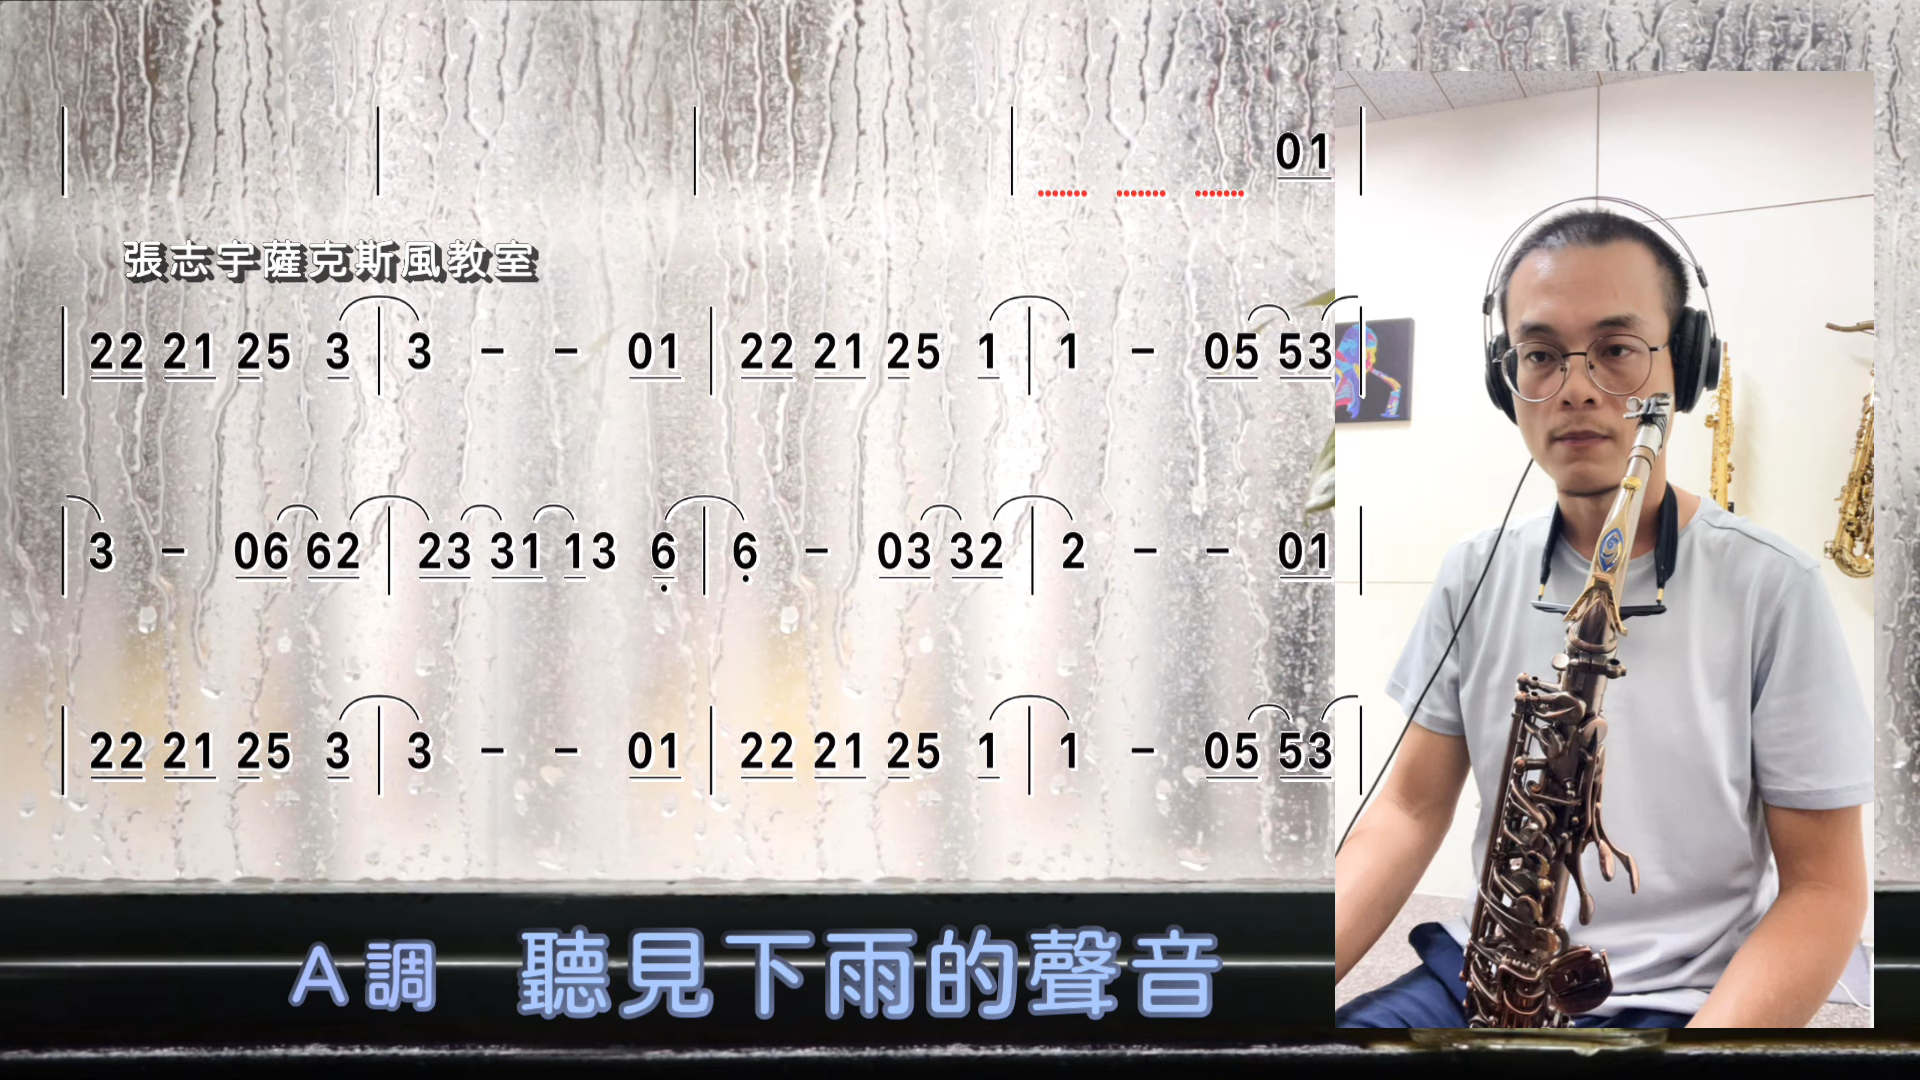 01
張志宇薩克斯風教室
22 21 25 3 | 3 - - 01 | 22 21 25 1 | 1 - 05 53
3 - 06 62 | 23 31 13 6 | 6 - 03 32 | 2 - - 01
22 21 25 3 | 3 - - 01 | 22 21 25 1 | 1 - 05 53
A調 聽見下雨的聲音